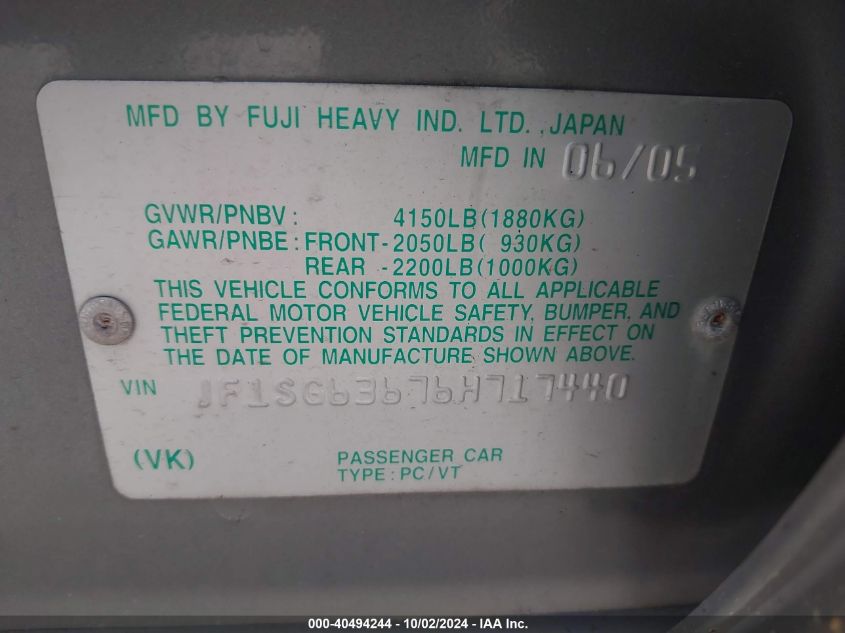 MFD BY FUJI HEAVY IND. LTD. , JAPAN
MFD IN 06/05
GVWR/PNBV : 4150LB(1880KG)
GAWR/PNBE : FRONT-2050LB( 930KG)
REAR -2200LB(1000KG)
THIS VEHICLE CONFORMS TO ALL APPLICABLE
FEDERAL MOTOR VEHICLE SAFETY, BUMPER, AND
THEFT PREVENTION STANDARDS IN EFFECT ON
THE DATE OF MANUFACTURE SHOWN ABOVE.
VIN JF1SG63676H717440
(VK) PASSENGER CAR
TYPE : PC/VT
000-40494244 - 10/02/2024 - IAA Inc.